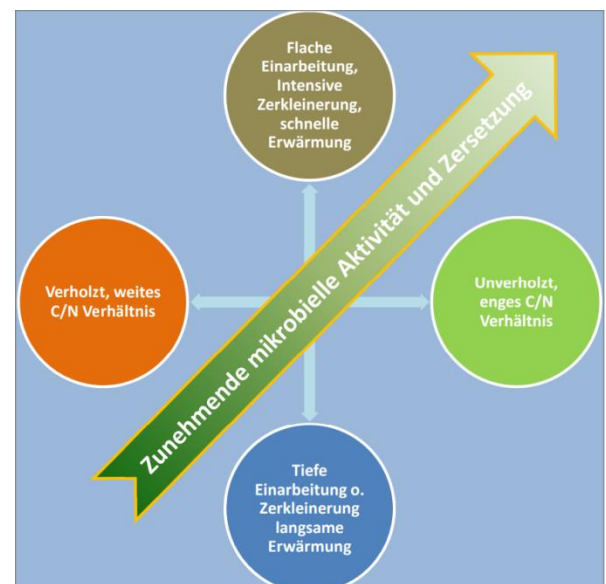 Flache
Einarbeitung,
Intensive
Zerkleinerung,
schnelle
Erwärmung
Zunehmende mikrobielle Aktivität und Zersetzung
Verholzt, weites
C/N Verhältnis
Unverholzt,
enges C/N
Verhältnis
Tiefe
Einarbeitung o.
Zerkleinerung
langsame
Erwärmung